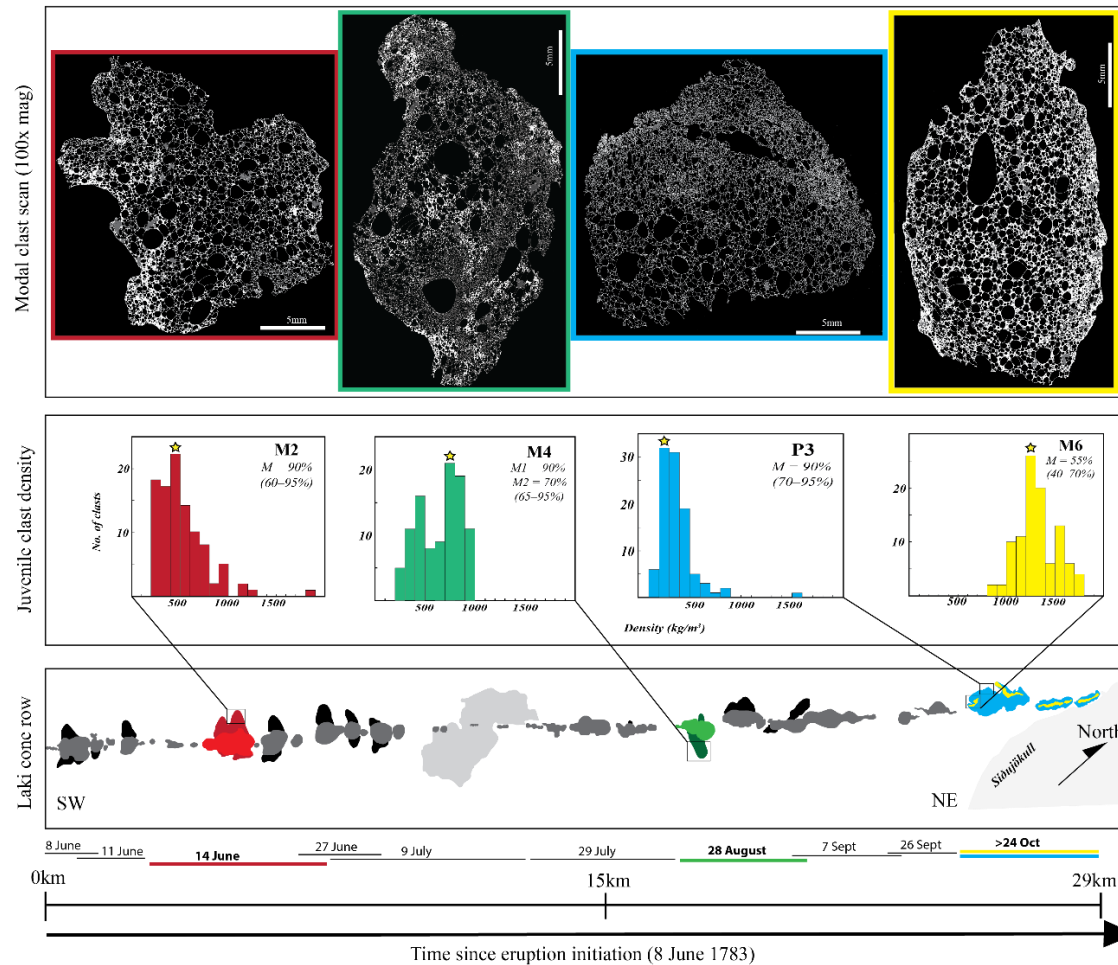 Modal clast scan (100x mag)
5mm
5mm
5mm
5mm
Juvenile clast density
No. of clasts
20
10
500
1000
1500
M2
M 90%
(60–95%)
20
10
500
1000
1500
M4
M1 90%
M2 = 70%
(65–95%)
30
20
10
500
1000
1500
P3
M = 90%
(70–95%)
Density (kg/m³)
20
10
500
1000
1500
M6
M = 55%
(40 70%)
Laki conc row
SW
NE
Siðujökull
North
8 June
11 June
14 June
27 June
9 July
29 July
28 August
7 Sept
26 Sept
>24 Oct
0km
15km
29km
Time since eruption initiation (8 June 1783)